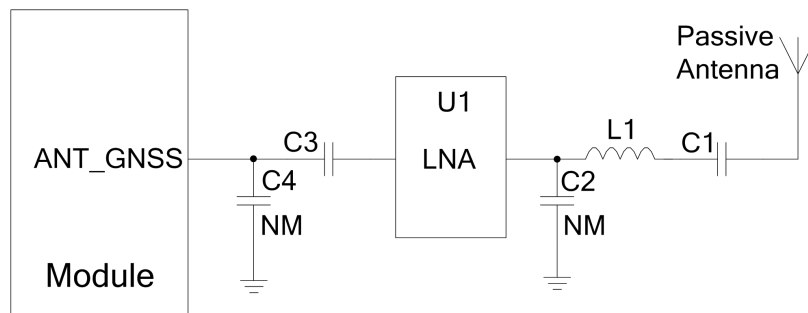 Passive
Antenna
U1
L1
C1
C3
ANT_GNSS
LNA
C4
C2
NM
NM
Module